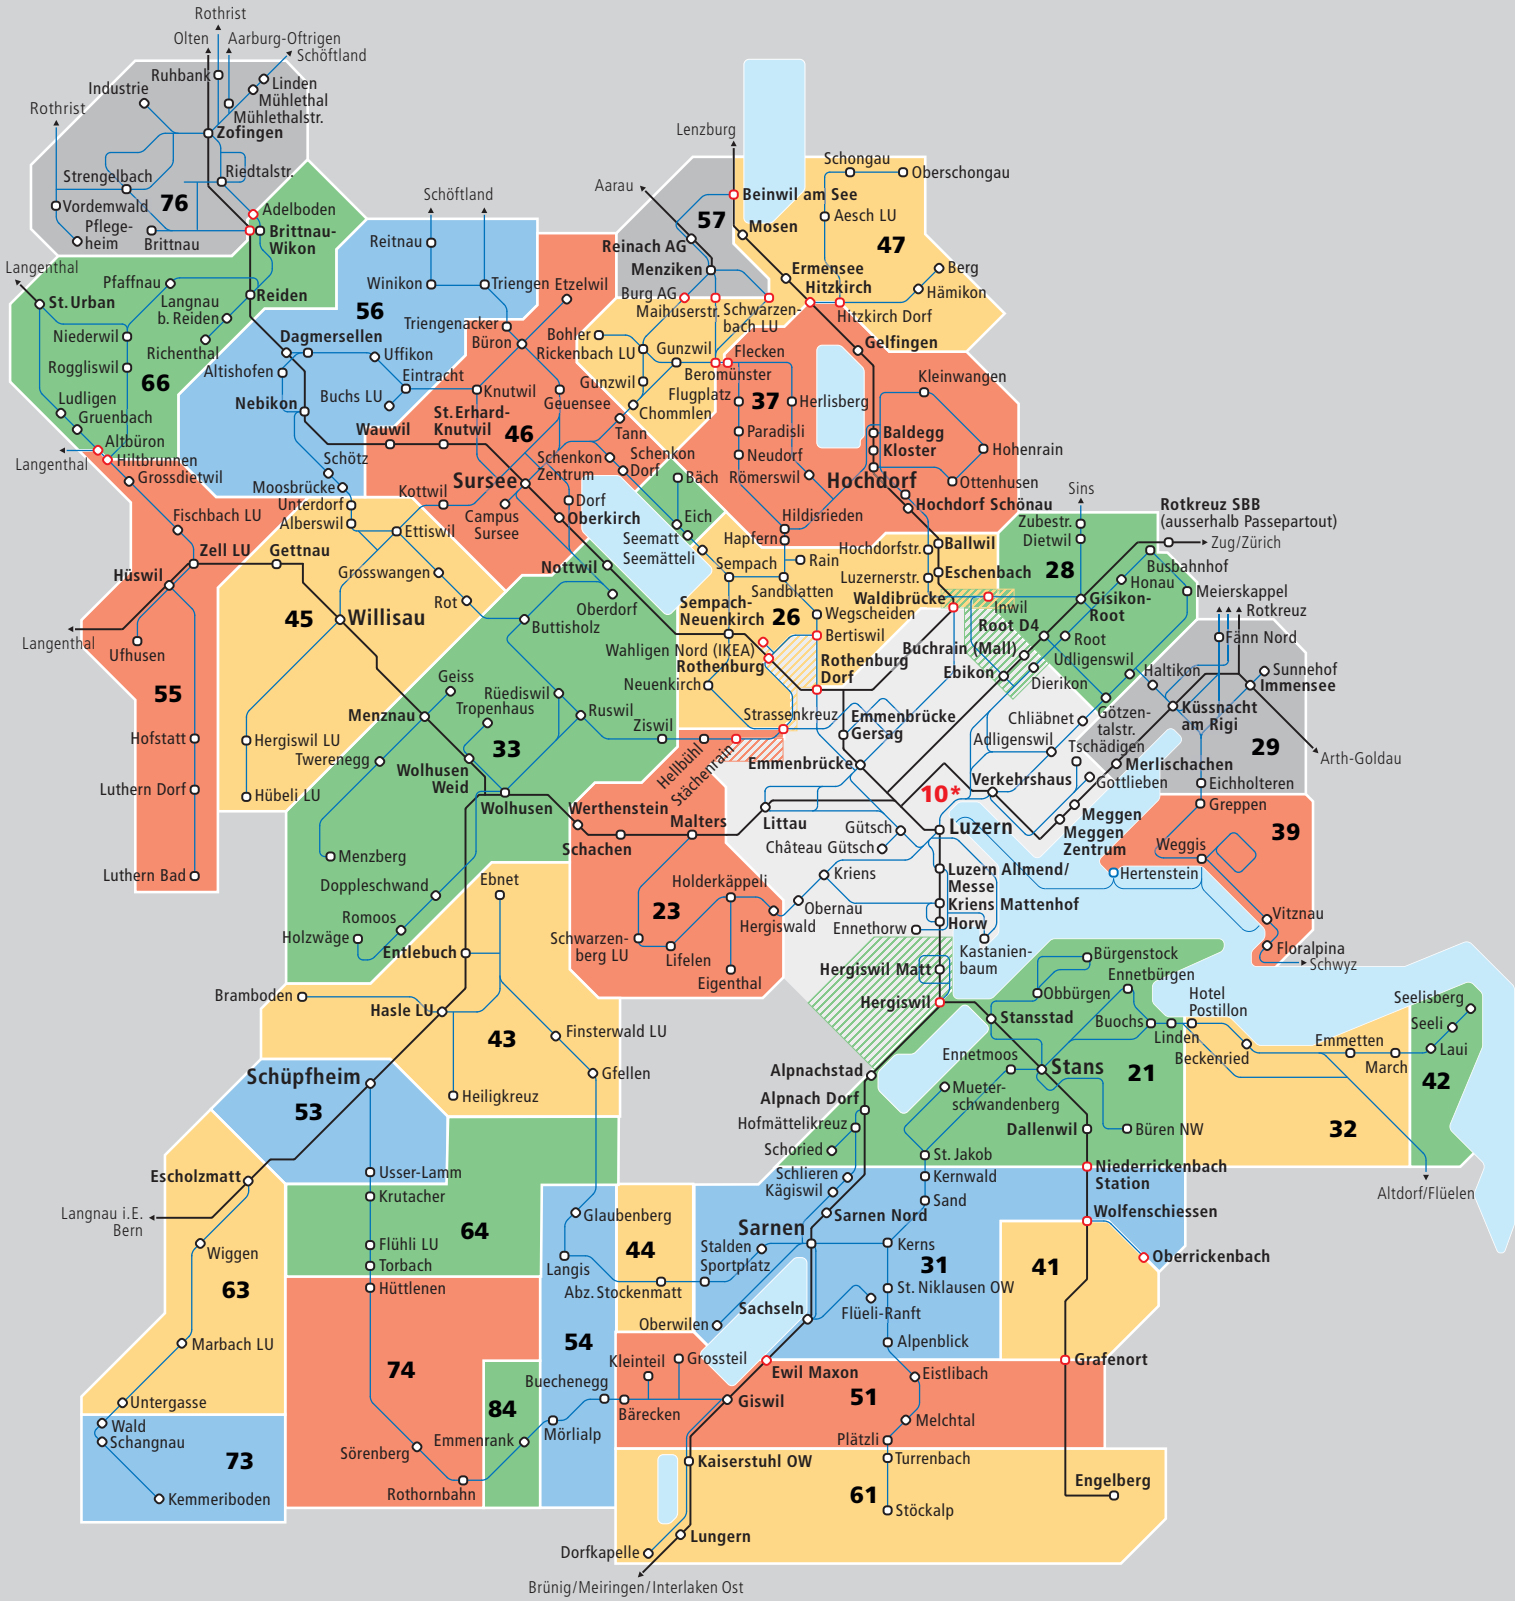 Rothrist
Olten
Aarburg-Oftrigen
Schöftland
Ruhbank
Linden
Industrie
Mühlethal
Mühlethalstr.
Rothrist
Zofingen
Strengelbach
Riedtalstr.
76
Vordemwald
Adelboden
Pflege-
heim
Brittnau
Brittnau-
Wikon
Langenthal
Pfaffnau
St.Urban
Langnau
b.Reiden
Reiden
Niederwil
Richenthal
Roggliswil
66
Ludligen
Gruenbach
Altbüron
Langenthal
Hiltbrunnen
Grossdietwil
Fischbach LU
Schöftland
Reitnau
Winikon
Triengen
Etzelwil
56
Dagmersellen
Triengenacker
Büron
Uffikon
Altishofen
Eintracht
Buchs LU
Knutwil
Nebikon
Geuensee
St.Erhard-
Knutwil
Wauwil
46
Schötz
Moosbrücke
Sursee
Kottwil
Unterdorf
Alberswil
Campus
Sursee
Ettiswil
Schenkon
Zentrum
Schenkon
Dorf
Dorf
Oberkirch
Tann
Lenzburg
Aarau
57
Beinwil am See
Mosen
Reinach AG
Menziken
Burg AG
Maihuserstr.
Schwarzen-
bach LU
Schongau
Oberschongau
Aesch LU
47
Ermensee
Hitzkirch
Berg
Hämikon
Hitzkirch Dorf
Gelfingen
Bohler
Rickenbach LU
Gunzwil
Flecken
Beromünster
Gunzwil
Flugplatz
Chommlen
37
Herlisberg
Kleinwangen
Paradisli
Baldegg
Kloster
Hohenrain
Neudorf
Römerswil
Hochdorf
Ottenhusen
Hochdorf Schönau
Hildisrieden
Hapfern
Hochdorfstr.
Ballwil
Bäch
Eich
Seematt
Seemätteli
Sempach
Rain
Luzernerstr.
Eschenbach
Sandblatten
Waldibrücke
Sempach-
Neuenkirch
26
Wegscheiden
Bertiswil
Wahligen
Nord (IKEA)
Rothenburg
Rothenburg
Dorf
Neuenkirch
Strassenkreuz
Sins
Zubestr.
Dietwil
Rotkreuz SBB
(ausserhalb Passepartout)
Zug/Zürich
28
Busbahnhof
Honau
Meierskappel
Inwil
Gisikon-
Root
Rotkreuz
Root D4
Root
Fänn Nord
Buchrain (Mall)
Udligenswil
Ebikon
Dierikon
Haltikon
Sunnehof
Immensee
Chliäbnet
Götzen-
talstr.
Küssnacht
am Rigi
Adligenswil
Tschädigen
29
Arth-Goldau
Merlischachen
Verkehrshaus
Gottlieben
Eichholteren
Meggen
Greppen
Meggen
Zentrum
39
Weggis
Hertenstein
Vitznau
Floralpina
Schwyz
Zell LU
Gettnau
Hüswil
Langenthal
Ufhusen
55
Hofstatt
Luthern Dorf
Luthern Bad
Grosswangen
Rot
45
Willisau
Hergiswil LU
Hübeli LU
Nottwil
Oberdorf
Buttisholz
Geiss
Tropenhaus
Rüediswil
Menznau
Ruswil
Ziswil
33
Twerenegg
Wolhusen
Weid
Wolhusen
Menzberg
Doppleschwand
Romoos
Holzwäge
Hellbühl
Stächenrain
Werthenstein
Malters
Schachen
23
Holderkäppeli
Schwarzen-
berg LU
Lifelen
Hergiswald
Eigenthal
Emmenbrücke
Gersag
Emmenbrücke
10*
Littau
Gütsch
Luzern
Château Gütsch
Kriens
Luzern Allmend/
Messe
Obernau
Kriens Mattenhof
Ennethorw
Horw
Kastanien-
baum
Hergiswil Matt
Hergiswil
Bürgenstock
Ennetbürgen
Obbürgen
Stansstad
Buochs
Hotel
Postillon
Linden
Beckenried
Emmetten
March
Seelisberg
Seeli
Laui
42
32
Altdorf/Flüelen
Ebnet
Entlebuch
Bramboden
Hasle LU
43
Finsterwald LU
Gfellen
Heiligkreuz
Schüpfheim
53
Escholzmatt
Usser-Lamm
Krutacher
Langnau i.E.
Bern
64
Wiggen
Flühli LU
Torbach
63
Hüttlenen
Marbach LU
74
Untergasse
Wald
Schangnau
73
Kemmeriboden
Sörenberg
Rothornbahn
84
Emmenrank
Mörlialp
54
Buechenegg
Glaubenberg
Langis
44
Abz.Stockenmatt
Alpnachstad
Alpnach Dorf
Hofmättelikreuz
Schoried
Schlieren
Kägiswil
Ennetmoos
Stans
21
Mueter-
schwandenberg
Dallenwil
Büren NW
St.Jakob
Kernwald
Sand
Niederrickenbach
Station
Wolfenschiessen
Oberrickenbach
Sarnen
Sarnen Nord
Stalden
Sportplatz
Kerns
31
41
St.Niklausen OW
Flüeli-Ranft
Sachseln
Oberwilen
Alpenblick
Kleinteil
Grossteil
Ewil Maxon
Eistlibach
Grafenort
51
Giswil
Bärecken
Melchtal
Plätzli
Turrenbach
Kaiserstuhl OW
61
Engelberg
Stöckalp
Lungern
Dorfkapelle
Brünig/Meiringen/Interlaken Ost